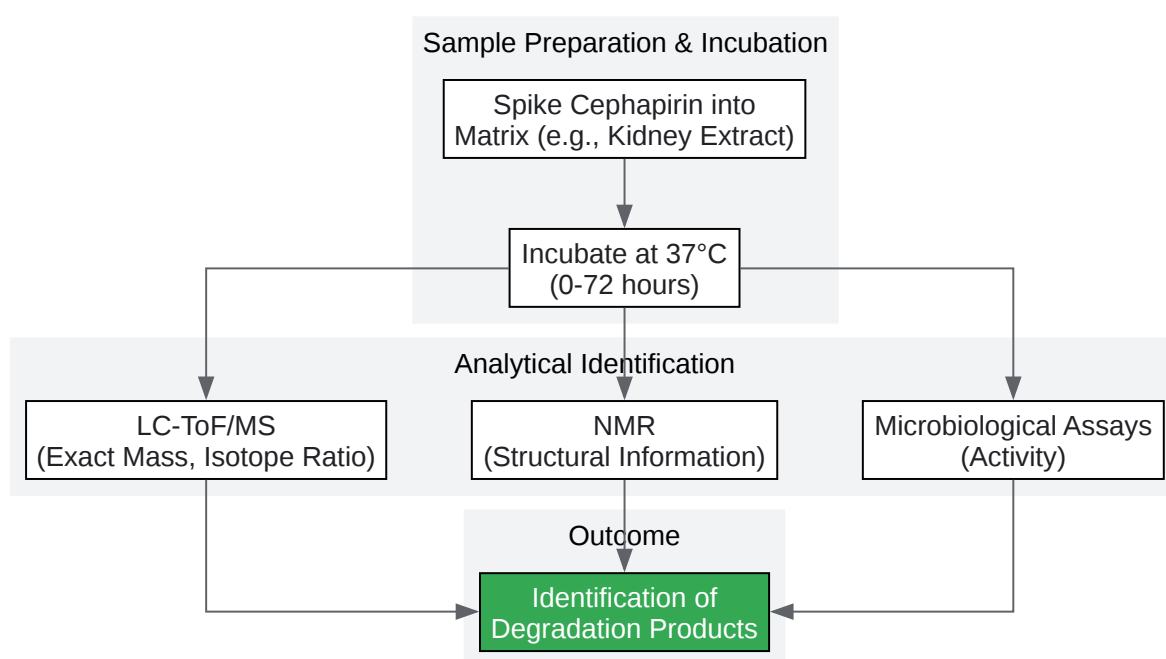 Sample Preparation & Incubation
Spike Cephapirin into
Matrix (e.g., Kidney Extract)
Incubate at 37°C
(0-72 hours)
Analytical Identification
LC-ToF/MS
(Exact Mass, Isotope Ratio)
NMR
(Structural Information)
Microbiological Assays
(Activity)
Outcome
Identification of
Degradation Products